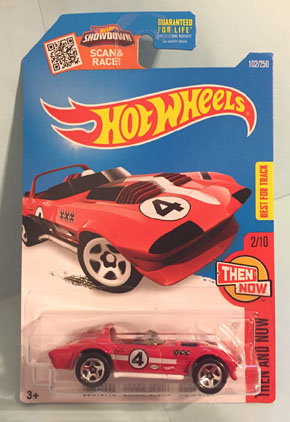 SHOWDOWN
SCAN &
RACE!
GUARANTEED
FOR LIFE
102/250
HOT WHEELS
4
BEST FOR TRACK
2/10
THEN
NOW
THEN AND NOW
4
3+